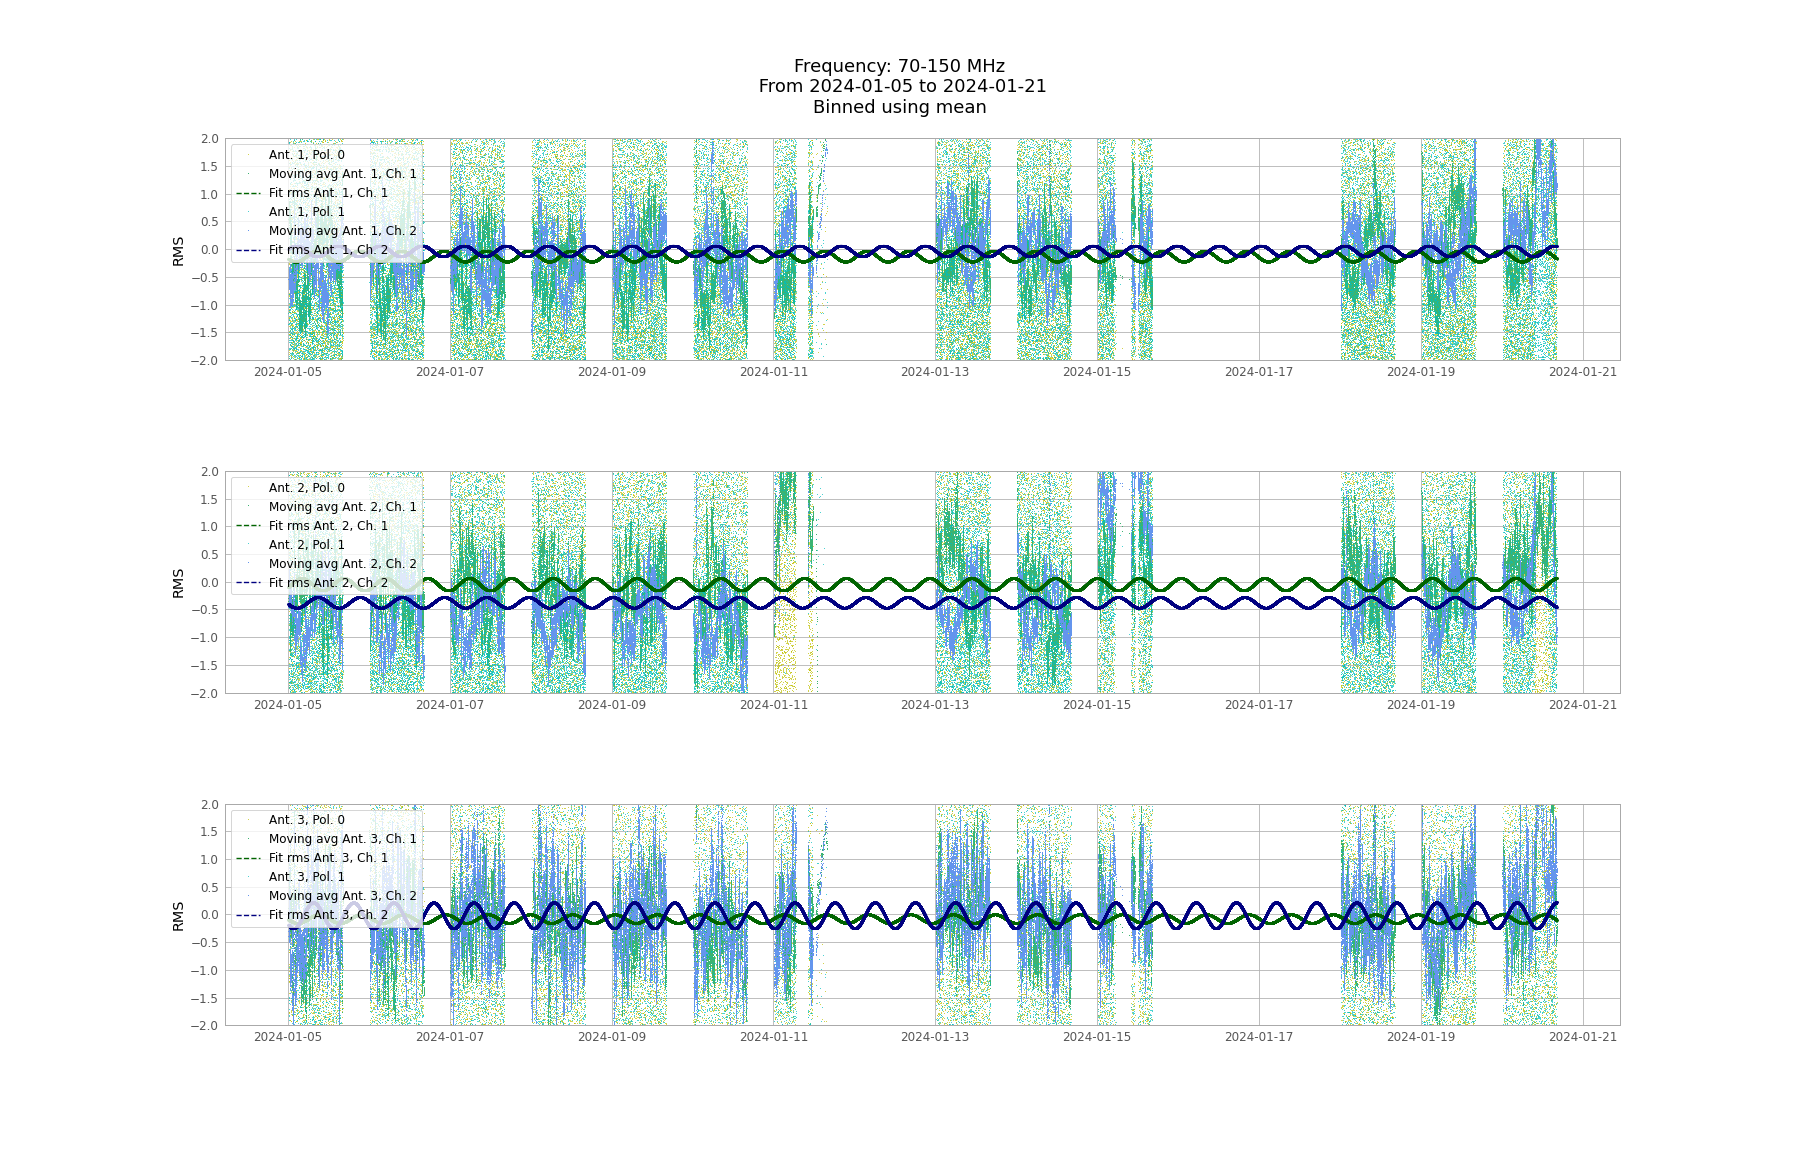 Frequency: 70-150 MHz
From 2024-01-05 to 2024-01-21
Binned using mean
2.0
1.5
1.0
0.5
0.0
−0.5
−1.0
−1.5
−2.0
RMS
Ant. 1, Pol. 0
Moving avg Ant. 1, Ch. 1
Fit rms Ant. 1, Ch. 1
Ant. 1, Pol. 1
Moving avg Ant. 1, Ch. 2
Fit rms Ant. 1, Ch. 2
2024-01-05 2024-01-07 2024-01-09 2024-01-11 2024-01-13 2024-01-15 2024-01-17 2024-01-19 2024-01-21
2.0
1.5
1.0
0.5
0.0
−0.5
−1.0
−1.5
−2.0
RMS
Ant. 2, Pol. 0
Moving avg Ant. 2, Ch. 1
Fit rms Ant. 2, Ch. 1
Ant. 2, Pol. 1
Moving avg Ant. 2, Ch. 2
Fit rms Ant. 2, Ch. 2
2024-01-05 2024-01-07 2024-01-09 2024-01-11 2024-01-13 2024-01-15 2024-01-17 2024-01-19 2024-01-21
2.0
1.5
1.0
0.5
0.0
−0.5
−1.0
−1.5
−2.0
RMS
Ant. 3, Pol. 0
Moving avg Ant. 3, Ch. 1
Fit rms Ant. 3, Ch. 1
Ant. 3, Pol. 1
Moving avg Ant. 3, Ch. 2
Fit rms Ant. 3, Ch. 2
2024-01-05 2024-01-07 2024-01-09 2024-01-11 2024-01-13 2024-01-15 2024-01-17 2024-01-19 2024-01-21